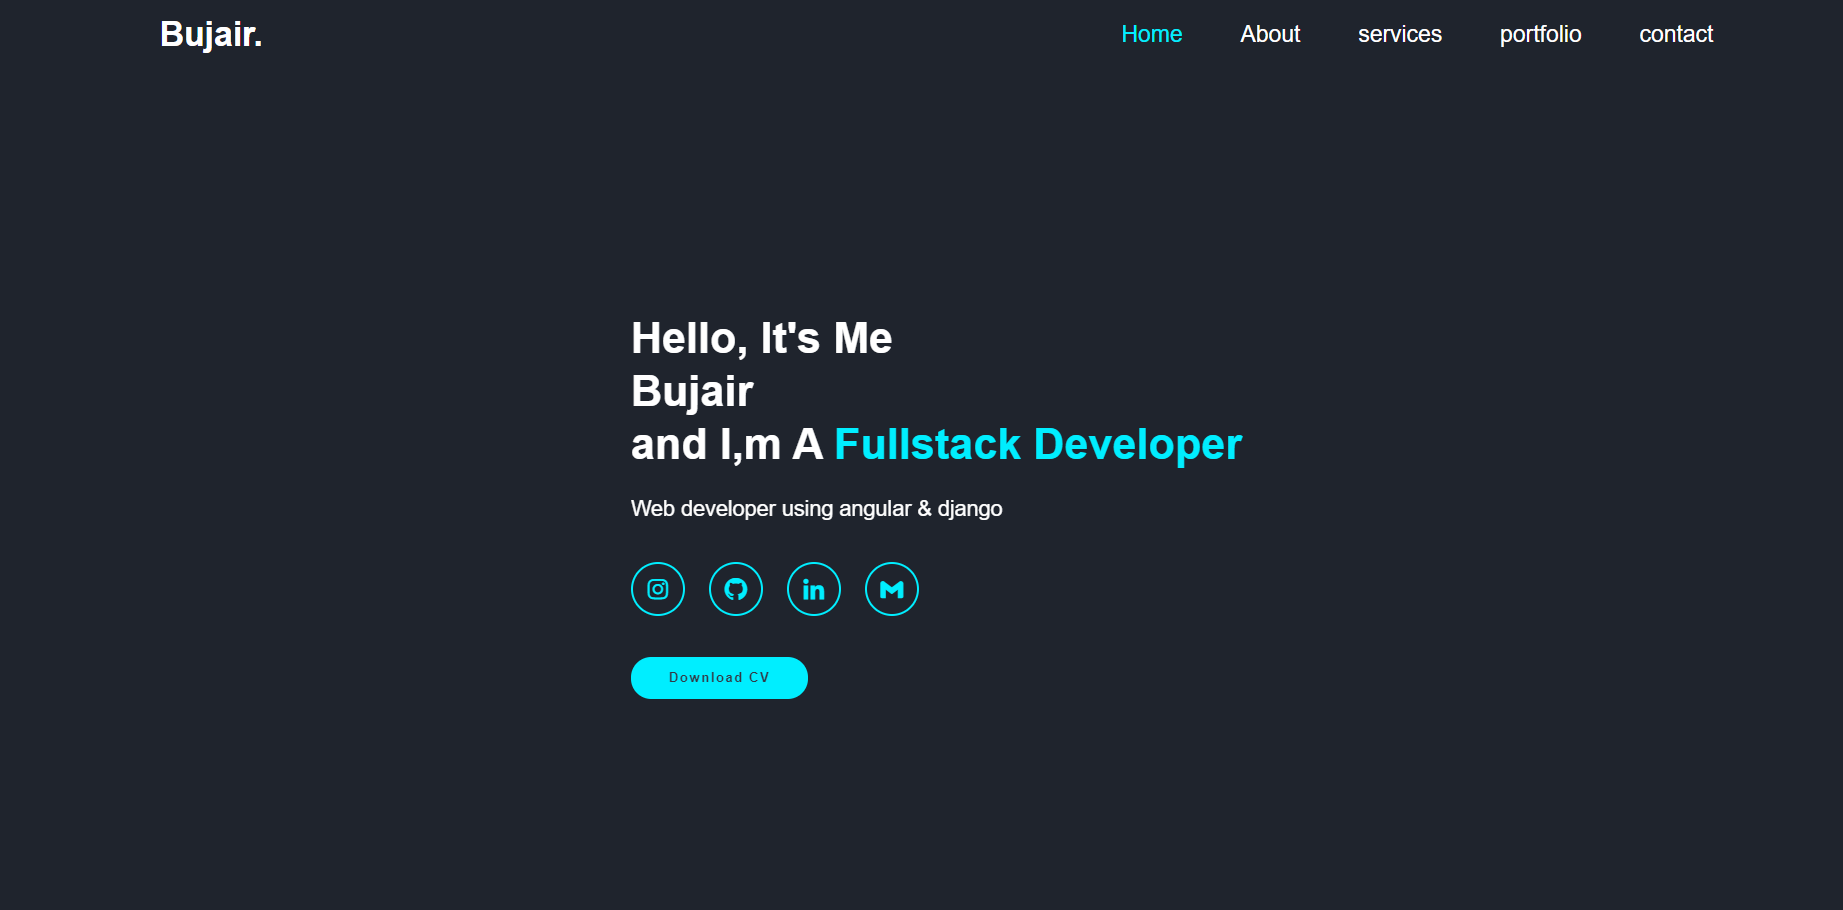 Bujair.
Home About services portfolio contact
Hello, It's Me
Bujair
and I,m A Fullstack Developer
Web developer using angular & django
Download CV